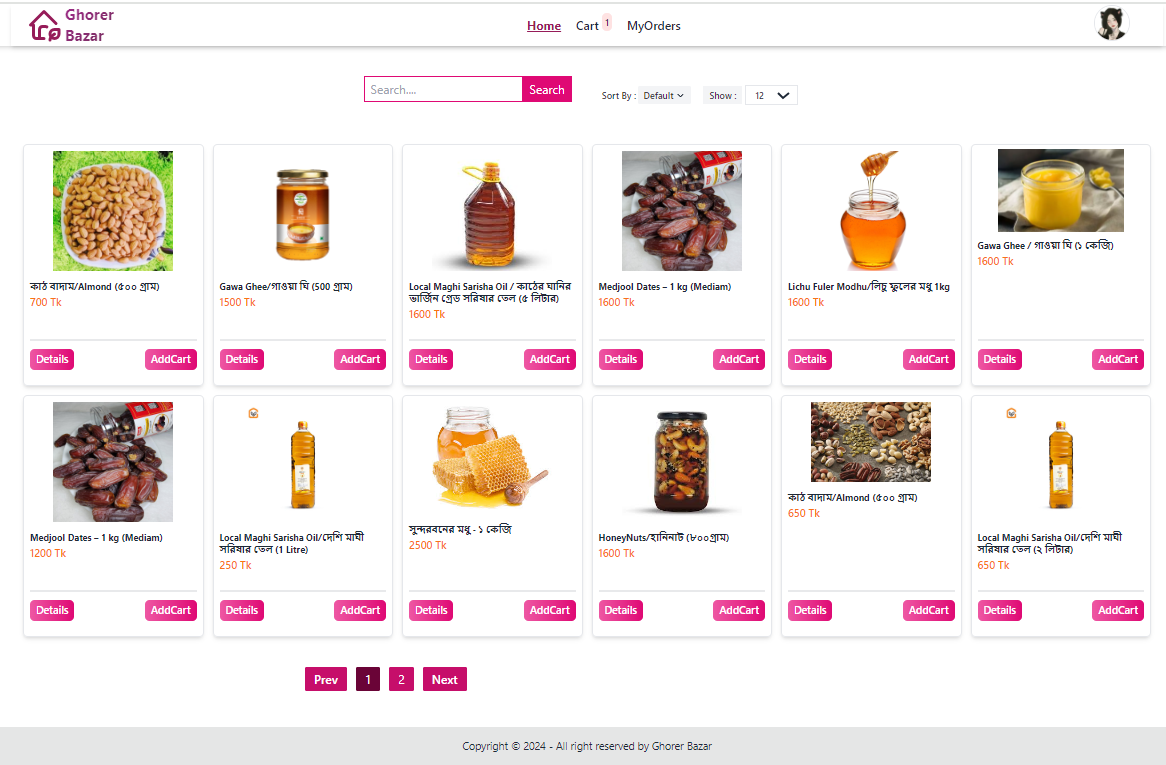 Ghorer
Bazar
Home Cart 1 MyOrders
Search.... Search Sort By : Default Show : 12
কাঠ বাদাম/Almond (৫০০ গ্রাম)
700 Tk
Details AddCart
Gawa Ghee/গাওয়া ঘি (500 গ্রাম)
1500 Tk
Details AddCart
Local Maghi Sarisha Oil / কাঠের ঘানির
ভার্জিন গ্রেড সরিষার তেল (৫ লিটার)
1600 Tk
Details AddCart
Medjool Dates – 1 kg (Mediam)
1600 Tk
Details AddCart
Lichu Fuler Modhu/লিচু ফুলের মধু 1kg
1600 Tk
Details AddCart
Gawa Ghee / গাওয়া ঘি (১ কেজি)
1600 Tk
Details AddCart
Medjool Dates – 1 kg (Mediam)
1200 Tk
Details AddCart
Local Maghi Sarisha Oil/দেশি মাঘী
সরিষার তেল (1 Litre)
250 Tk
Details AddCart
সুন্দরবনের মধু - ১ কেজি
2500 Tk
Details AddCart
HoneyNuts/হানিনাট (৮০০গ্রাম)
1600 Tk
Details AddCart
কাঠ বাদাম/Almond (৫০০ গ্রাম)
650 Tk
Details AddCart
Local Maghi Sarisha Oil/দেশি মাঘী
সরিষার তেল (২ লিটার)
650 Tk
Details AddCart
Prev 1 2 Next
Copyright © 2024 - All right reserved by Ghorer Bazar